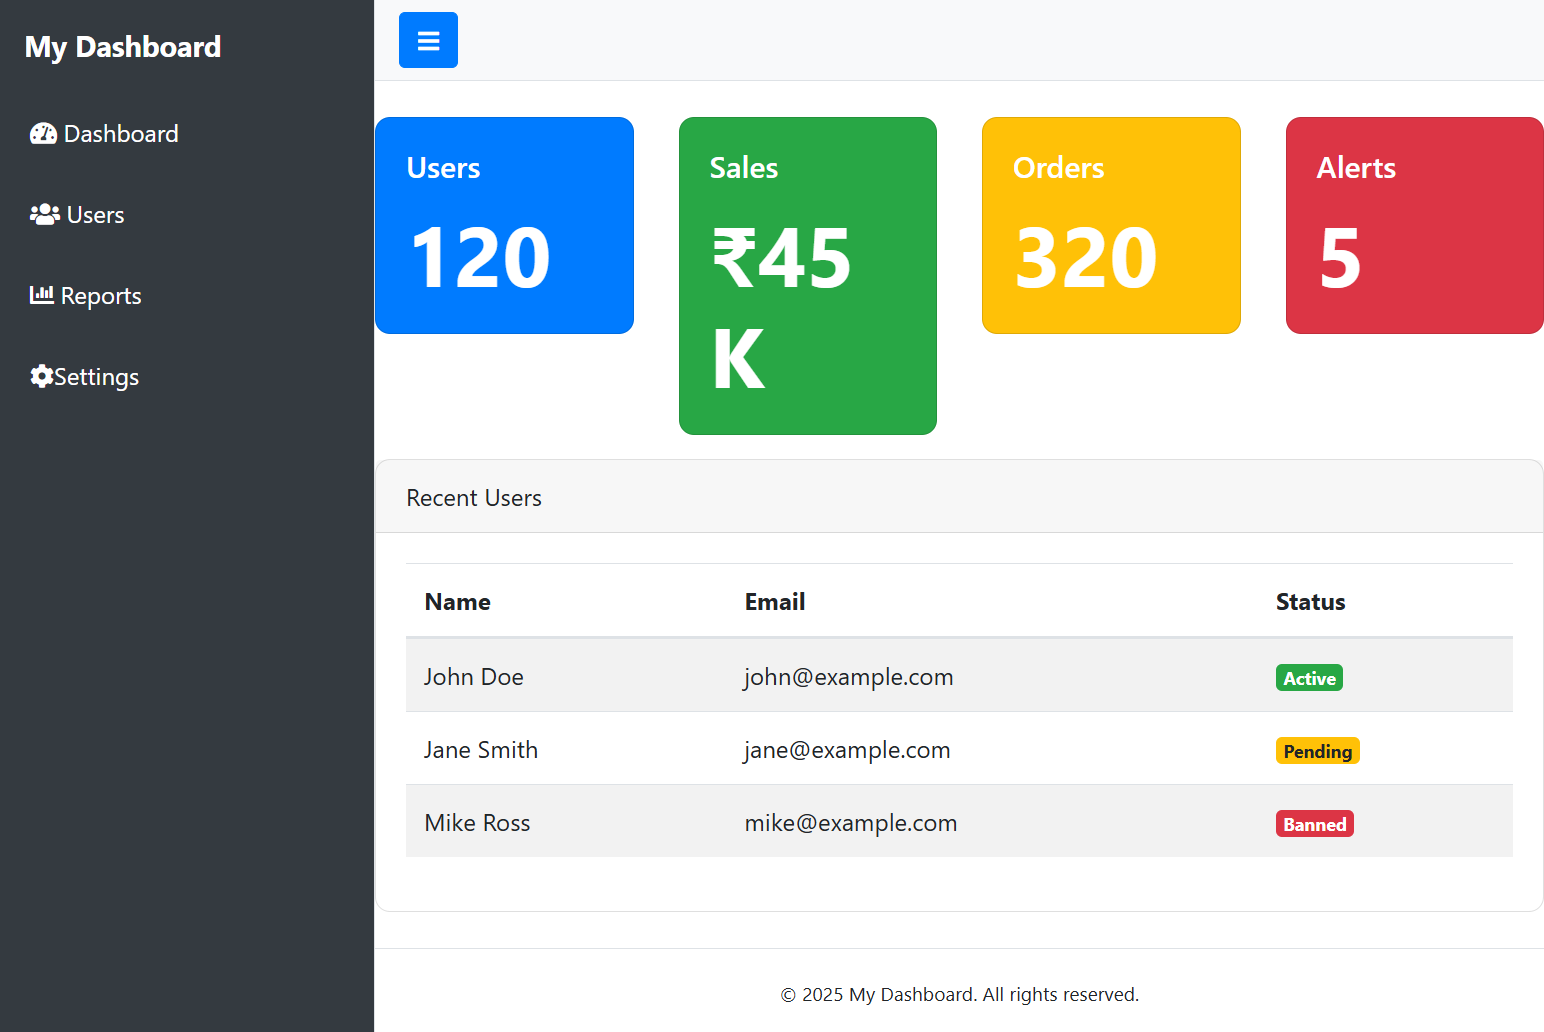 My Dashboard
Dashboard
Users
Reports
Settings
Users
120
Sales
₹45
K
Orders
320
Alerts
5
Recent Users
Name Email Status
John Doe john@example.com Active
Jane Smith jane@example.com Pending
Mike Ross mike@example.com Banned
© 2025 My Dashboard. All rights reserved.